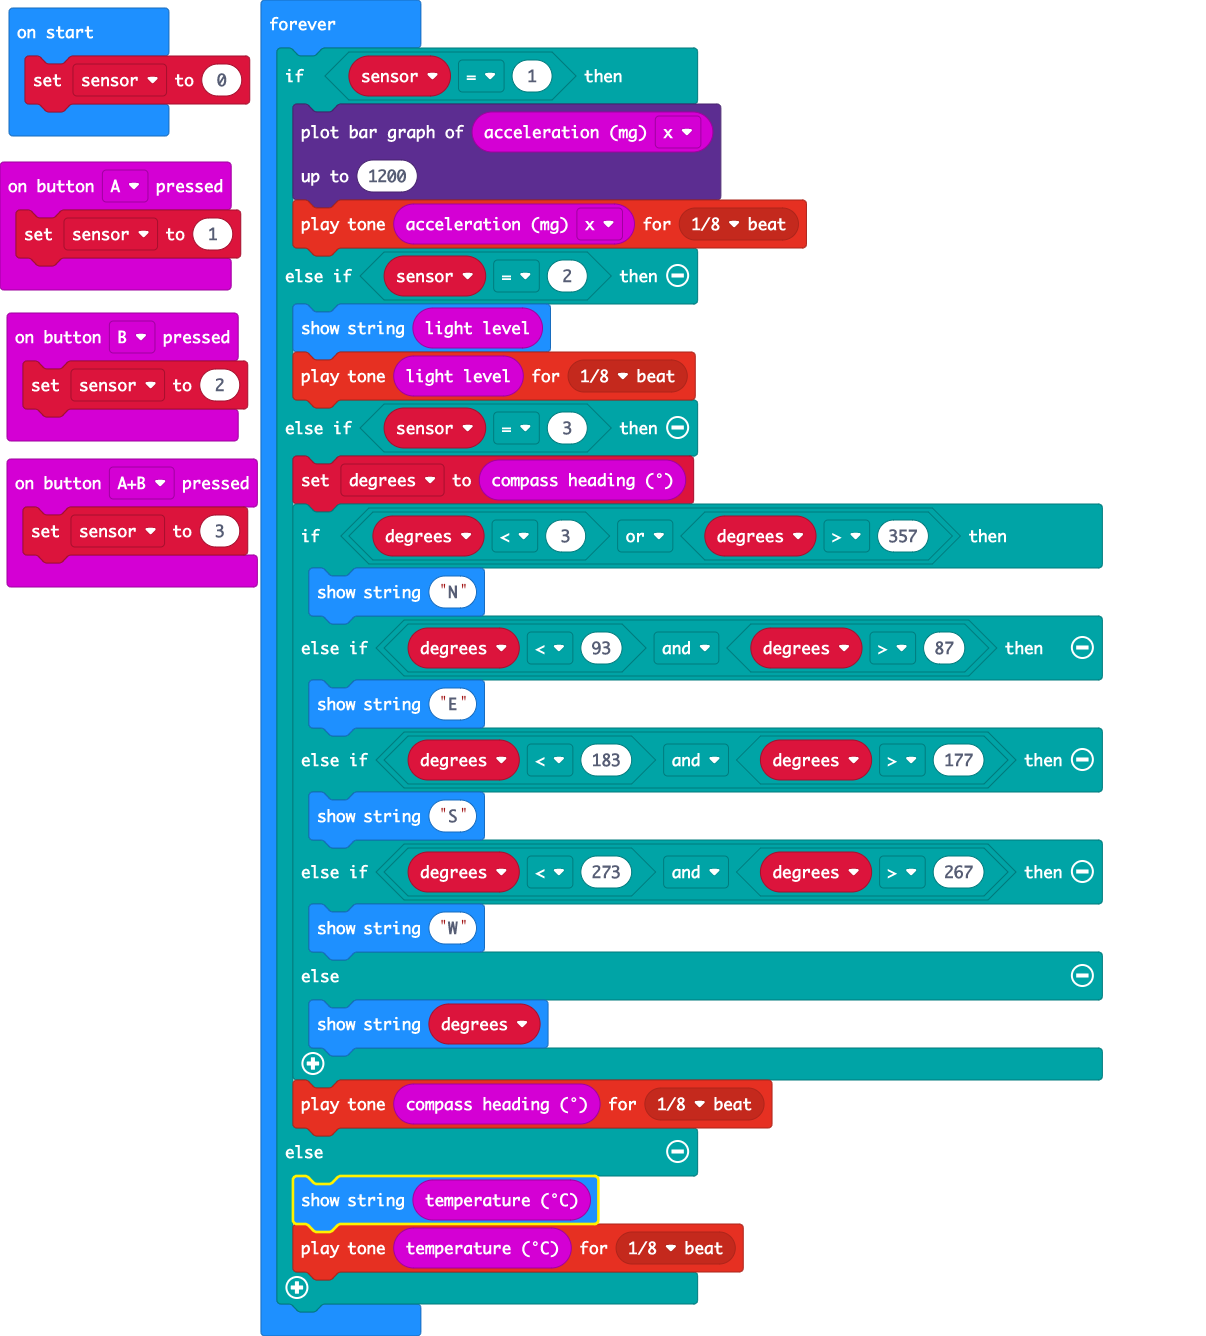 on start
set sensor to 0
on button A pressed
set sensor to 1
on button B pressed
set sensor to 2
on button A+B pressed
set sensor to 3
forever
if sensor = 1 then
plot bar graph of acceleration (mg) x
up to 1200
play tone acceleration (mg) x for 1/8 beat
else if sensor = 2 then
show string light level
play tone light level for 1/8 beat
else if sensor = 3 then
set degrees to compass heading (°)
if degrees < 3 or degrees > 357 then
show string "N"
else if degrees < 93 and degrees > 87 then
show string "E"
else if degrees < 183 and degrees > 177 then
show string "S"
else if degrees < 273 and degrees > 267 then
show string "W"
else
show string degrees
play tone compass heading (°) for 1/8 beat
else
show string temperature (°C)
play tone temperature (°C) for 1/8 beat